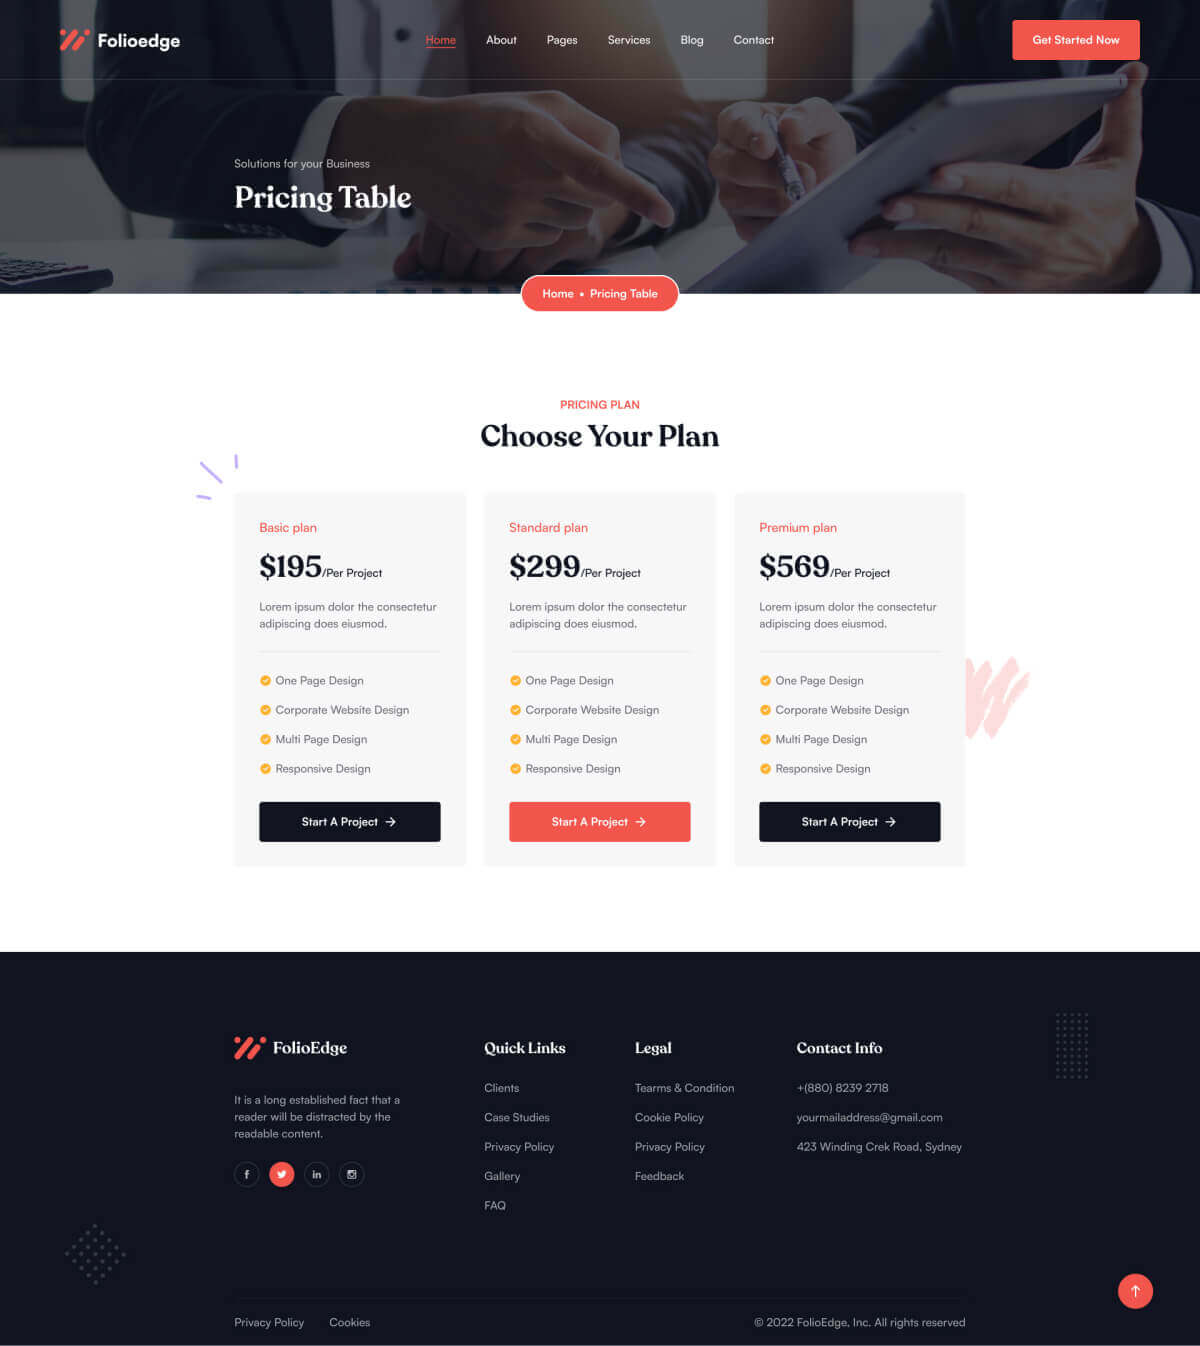 Folioedge
Home
About
Pages
Services
Blog
Contact
Get Started Now
Solutions for your Business
Pricing Table
Home • Pricing Table
PRICING PLAN
Choose Your Plan
Basic plan
$195/Per Project
Lorem ipsum dolor the consectetur
adipiscing does eiusmod.
One Page Design
Corporate Website Design
Multi Page Design
Responsive Design
Start A Project →
Standard plan
$299/Per Project
Lorem ipsum dolor the consectetur
adipiscing does eiusmod.
One Page Design
Corporate Website Design
Multi Page Design
Responsive Design
Start A Project →
Premium plan
$569/Per Project
Lorem ipsum dolor the consectetur
adipiscing does eiusmod.
One Page Design
Corporate Website Design
Multi Page Design
Responsive Design
Start A Project →
FolioEdge
It is a long established fact that a
reader will be distracted by the
readable content.
Quick Links
Clients
Case Studies
Privacy Policy
Gallery
FAQ
Legal
Tearms & Condition
Cookie Policy
Privacy Policy
Feedback
Contact Info
+(880) 8239 2718
yourmailaddress@gmail.com
423 Winding Crek Road, Sydney
Privacy Policy
Cookies
© 2022 FolioEdge, Inc. All rights reserved